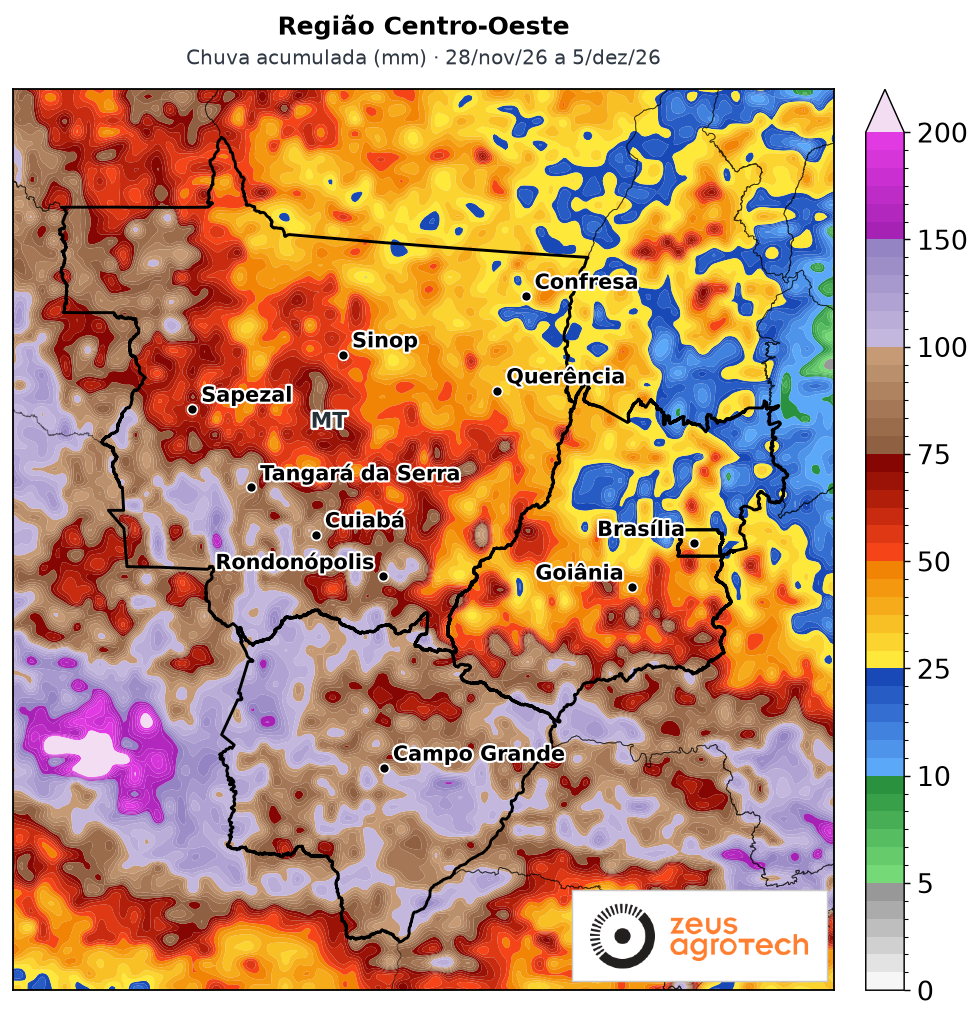 Região Centro-Oeste
Chuva acumulada (mm) · 28/nov/26 a 5/dez/26
200
150
100
75
50
25
10
5
0
Confresa
Sinop
Querência
Sapezal
MT
Tangará da Serra
Cuiabá
Brasília
Rondonópolis
Goiânia
Campo Grande
zeus
agrotech